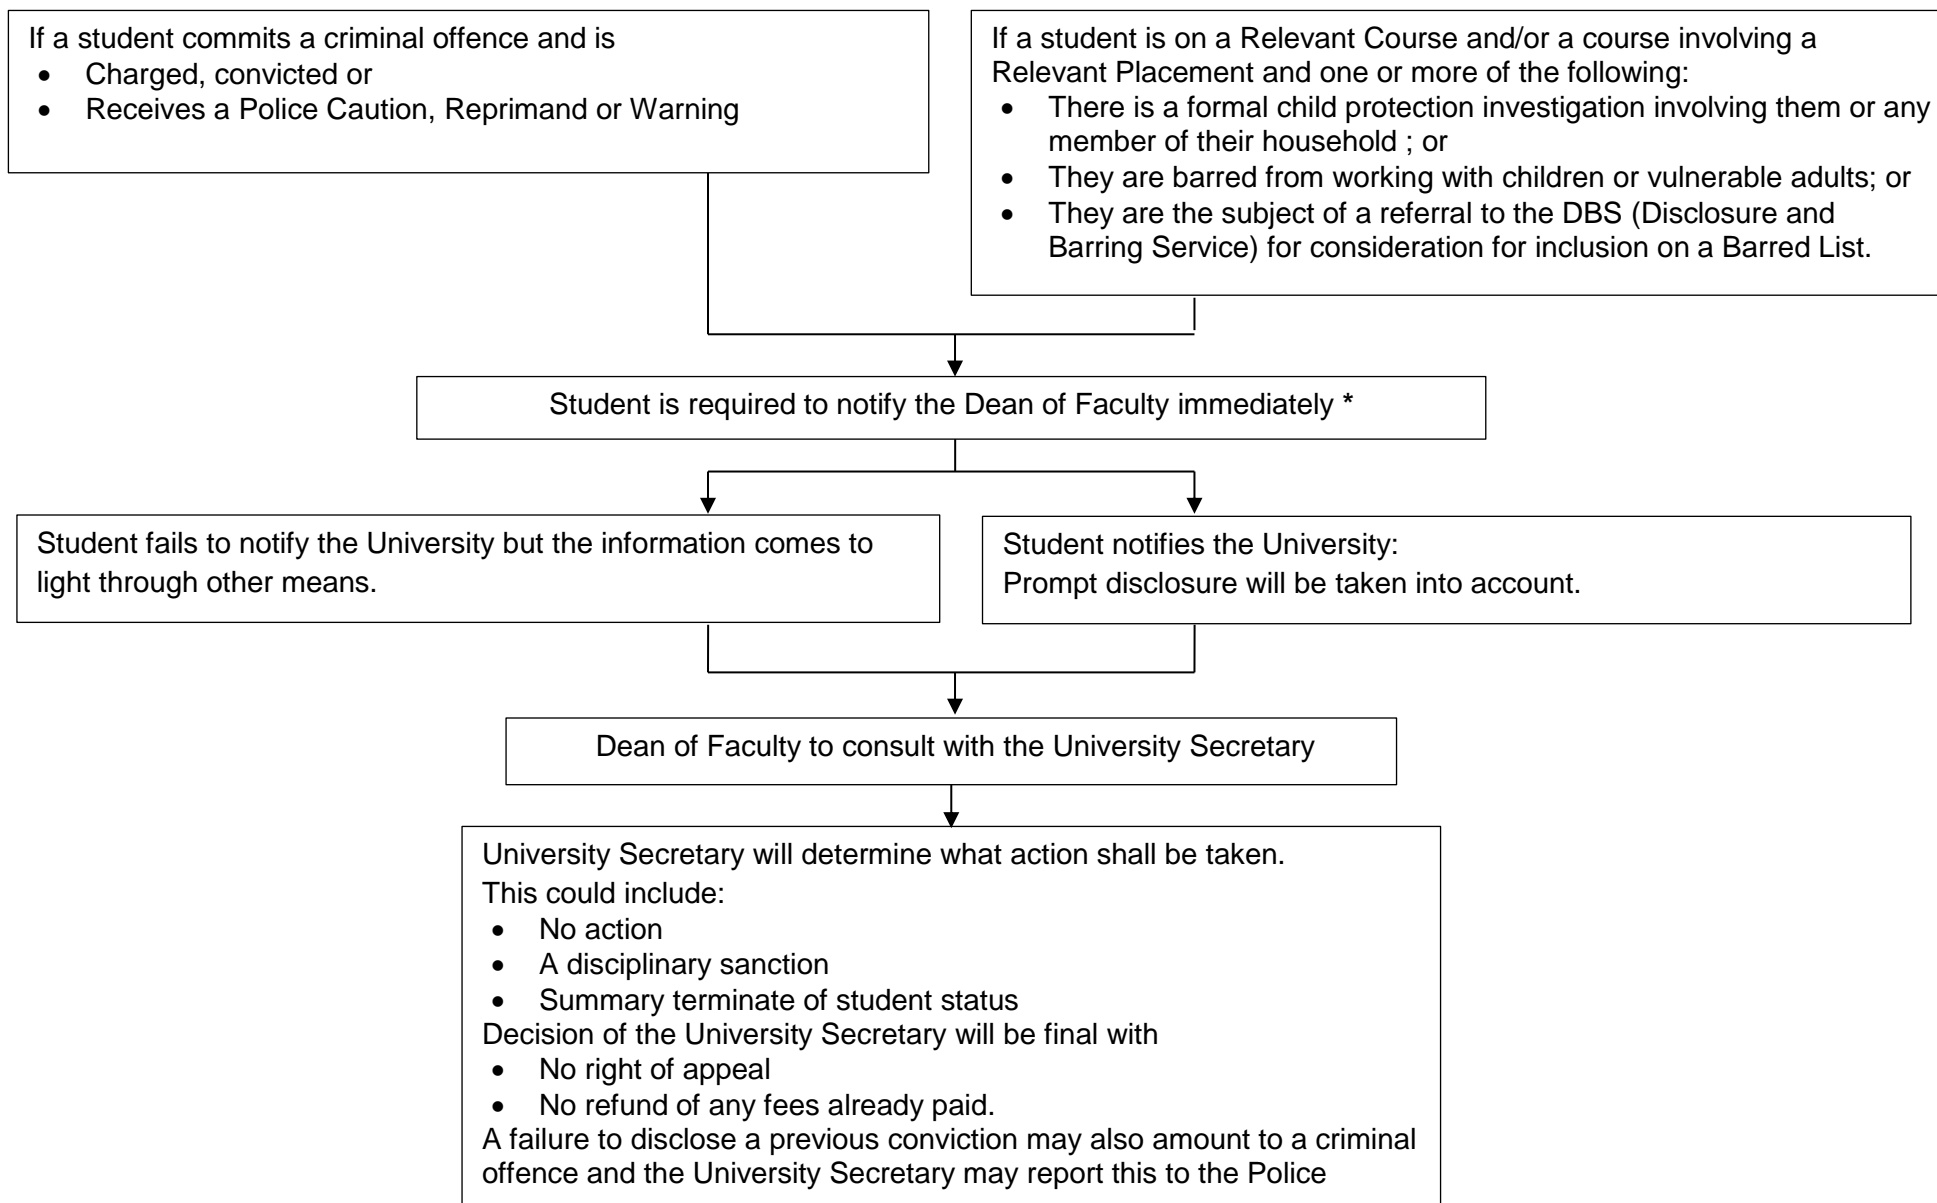 If a student commits a criminal offence and is
• Charged, convicted or
• Receives a Police Caution, Reprimand or Warning
If a student is on a Relevant Course and/or a course involving a
Relevant Placement and one or more of the following:
• There is a formal child protection investigation involving them or any
member of their household ; or
• They are barred from working with children or vulnerable adults; or
• They are the subject of a referral to the DBS (Disclosure and
Barring Service) for consideration for inclusion on a Barred List.
Student is required to notify the Dean of Faculty immediately *
Student fails to notify the University but the information comes to
light through other means.
Student notifies the University:
Prompt disclosure will be taken into account.
Dean of Faculty to consult with the University Secretary
University Secretary will determine what action shall be taken.
This could include:
• No action
• A disciplinary sanction
• Summary terminate of student status
Decision of the University Secretary will be final with
• No right of appeal
• No refund of any fees already paid.
A failure to disclose a previous conviction may also amount to a criminal
offence and the University Secretary may report this to the Police